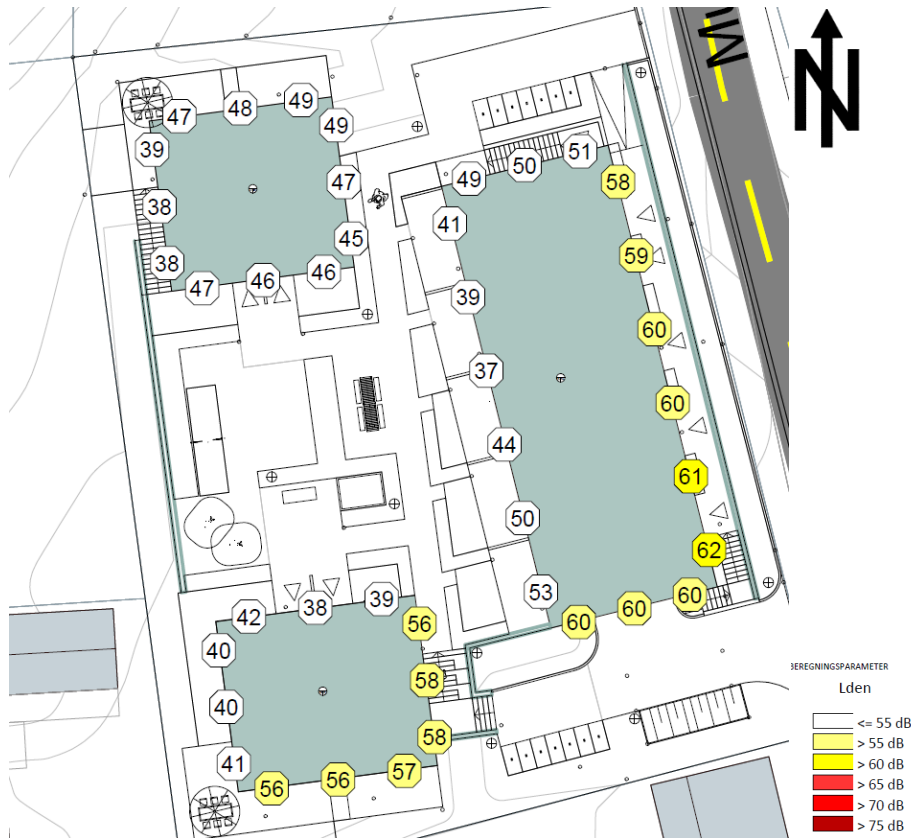 N
47 48 49
39 49
38 47
38 45
47 46 46
49 50 51
41 58
39 59
37 60
44 60
50 61
53 62
60 60 60
42 38 39
40 56
40 58
41 58
56 56 57
BEREGNINGSPARAMETER
Lden
<= 55 dB
> 55 dB
> 60 dB
> 65 dB
> 70 dB
> 75 dB